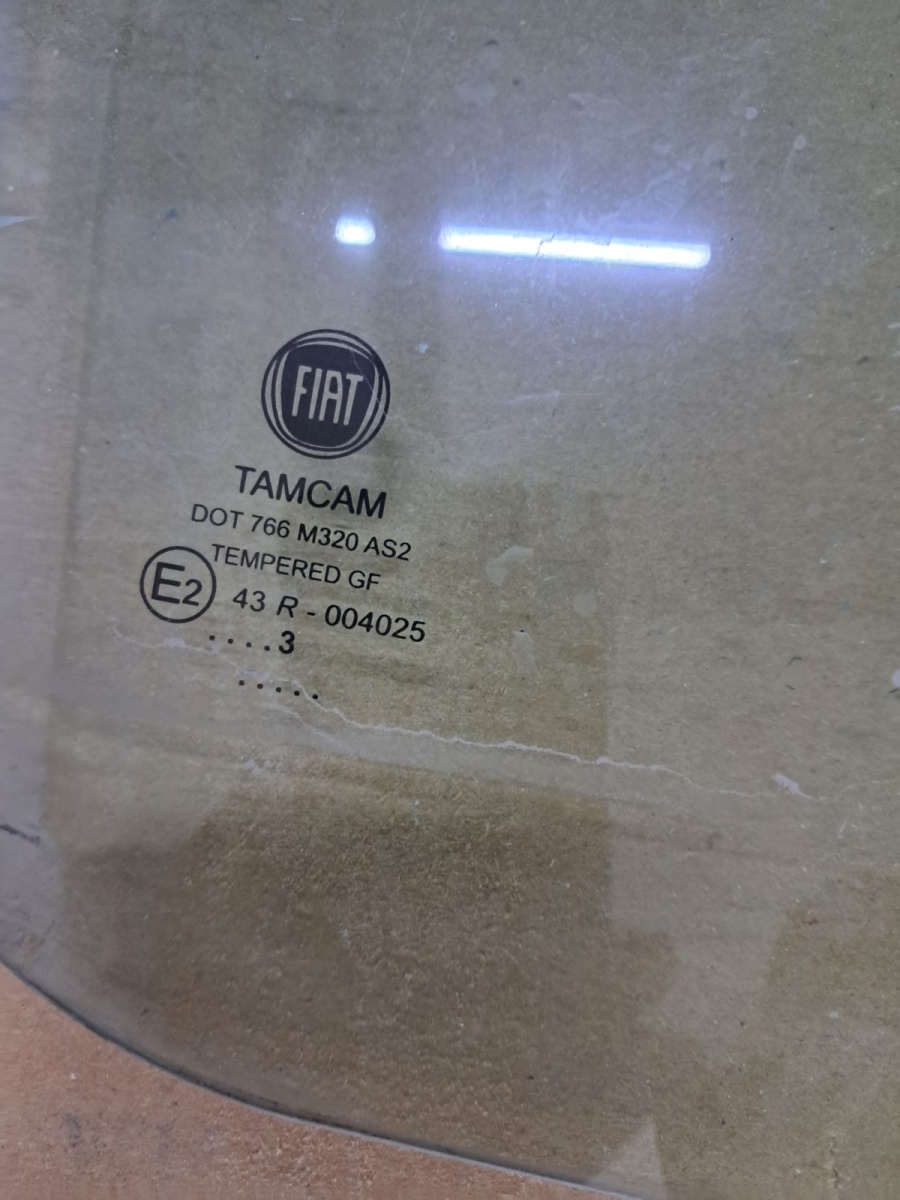 FIAT
TAMCAM
DOT 766 M320 AS2
TEMPERED GF
E2 43 R - 004025
....3
.....